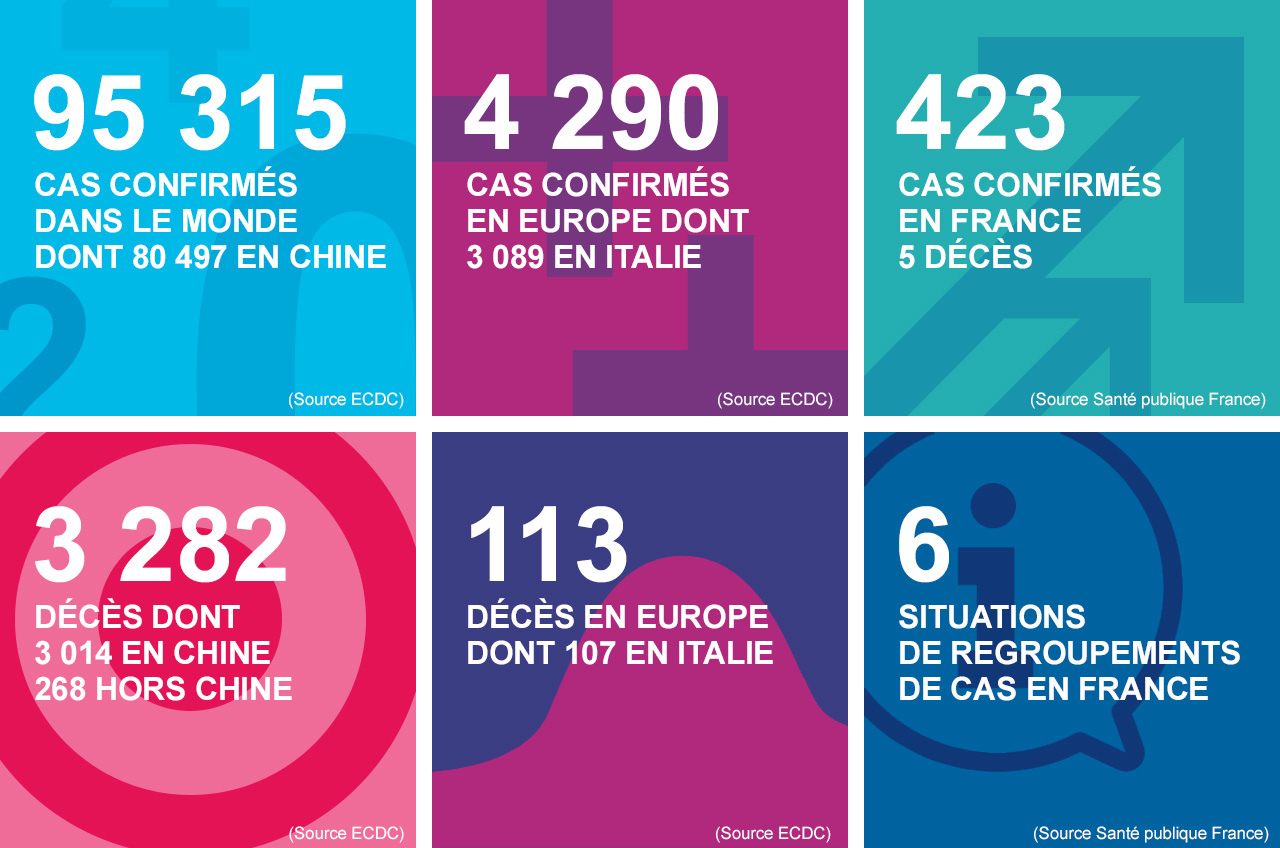 95 315
CAS CONFIRMÉS
DANS LE MONDE
DONT 80 497 EN CHINE
(Source ECDC)
4 290
CAS CONFIRMÉS
EN EUROPE DONT
3 089 EN ITALIE
(Source ECDC)
423
CAS CONFIRMÉS
EN FRANCE
5 DÉCÈS
(Source Santé publique France)
3 282
DÉCÈS DONT
3 014 EN CHINE
268 HORS CHINE
(Source ECDC)
113
DÉCÈS EN EUROPE
DONT 107 EN ITALIE
(Source ECDC)
6
SITUATIONS
DE REGROUPEMENTS
DE CAS EN FRANCE
(Source Santé publique France)